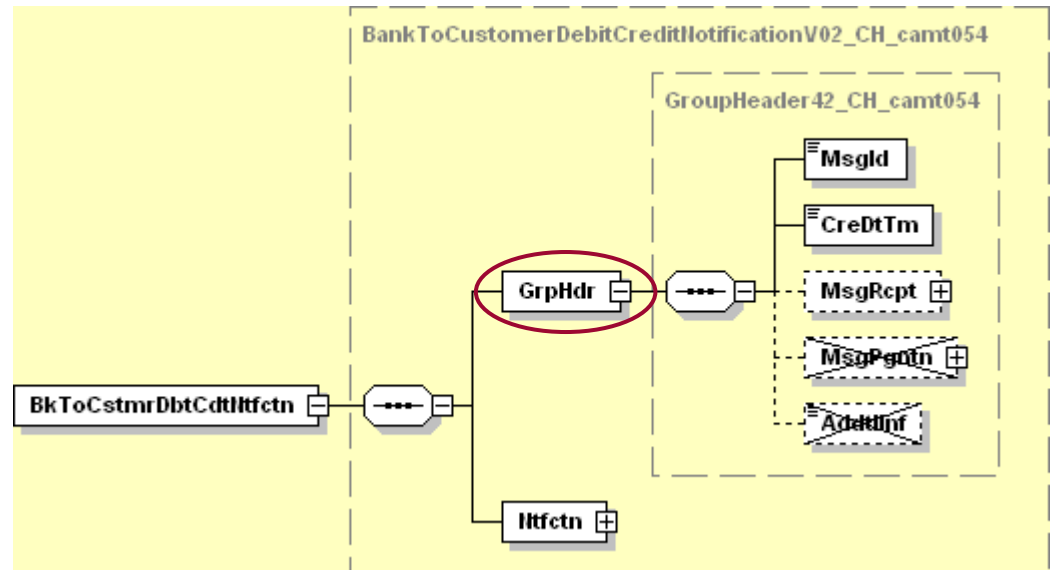 BankToCustomerDebitCreditNotificationV02_CH_camt054
GroupHeader42_CH_camt054
MsgId
CreDtTm
GrpHdr
MsgRcpt
MsgPgntn
BkToCstmrDbtCdtNtfctn
AddtlInf
Ntfctn